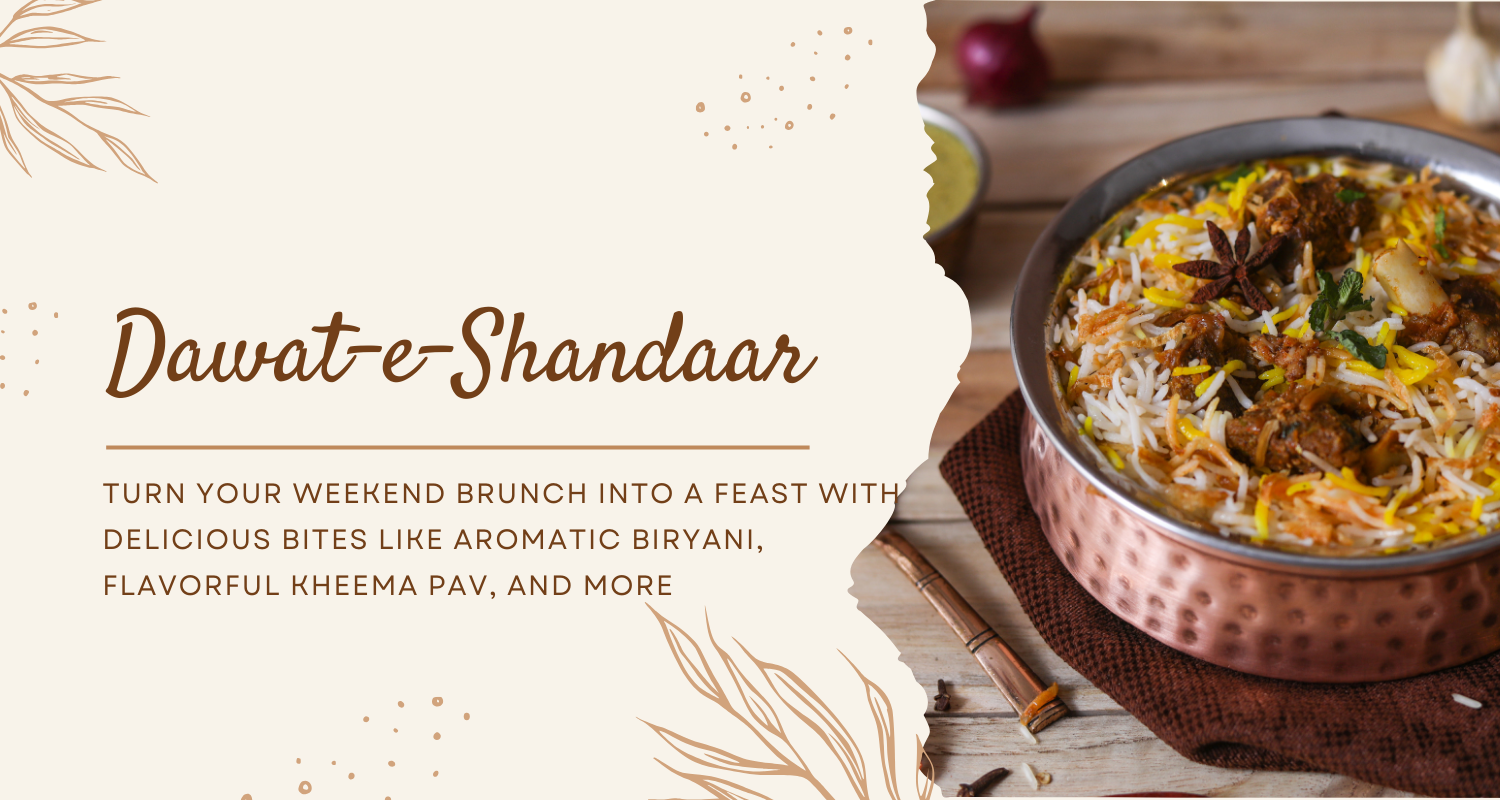 Dawat-e-Shandaar
TURN YOUR WEEKEND BRUNCH INTO A FEAST WITH
DELICIOUS BITES LIKE AROMATIC BIRYANI,
FLAVORFUL KHEEMA PAV, AND MORE